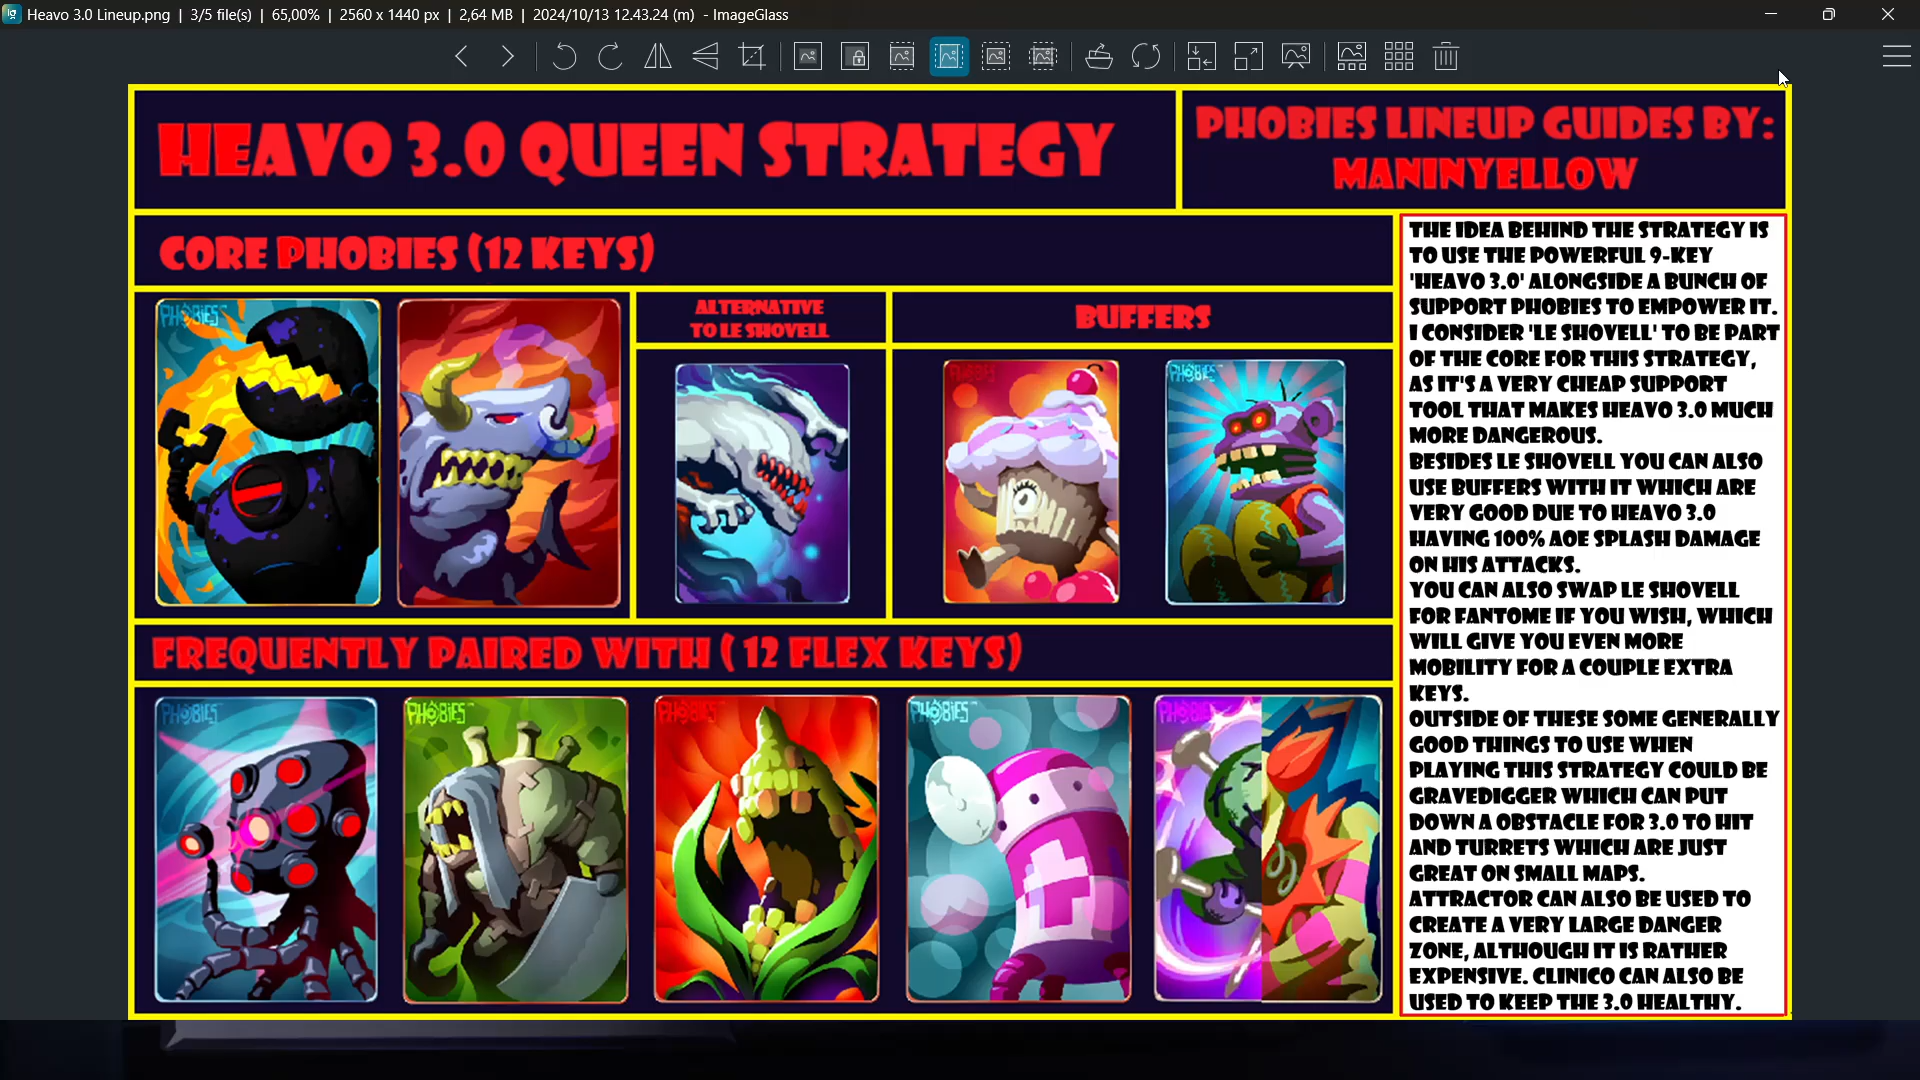 Heavo 3.0 Lineup.png | 3/5 file(s) | 65,00% | 2560 x 1440 px | 2,64 MB | 2024/10/13 12.43.24 (m) - ImageGlass
HEAVO 3.0 QUEEN STRATEGY
PHOBIES LINEUP GUIDES BY:
MANINYELLOW
CORE PHOBIES (12 KEYS)
PHOBIES
ALTERNATIVE
TO LE SHOVELL
BUFFERS
PHOBIES
PHOBIES
FREQUENTLY PAIRED WITH ( 12 FLEX KEYS)
PHOBIES
PHOBIES
PHOBIES
PHOBIES
PHOBIES
THE IDEA BEHIND THE STRATEGY IS
TO USE THE POWERFUL 9-KEY
'HEAVO 3.0' ALONGSIDE A BUNCH OF
SUPPORT PHOBIES TO EMPOWER IT.
I CONSIDER 'LE SHOVELL' TO BE PART
OF THE CORE FOR THIS STRATEGY,
AS IT'S A VERY CHEAP SUPPORT
TOOL THAT MAKES HEAVO 3.0 MUCH
MORE DANGEROUS.
BESIDES LE SHOVELL YOU CAN ALSO
USE BUFFERS WITH IT WHICH ARE
VERY GOOD DUE TO HEAVO 3.0
HAVING 100% AOE SPLASH DAMAGE
ON HIS ATTACKS.
YOU CAN ALSO SWAP LE SHOVELL
FOR FANTOME IF YOU WISH, WHICH
WILL GIVE YOU EVEN MORE
MOBILITY FOR A COUPLE EXTRA
KEYS.
OUTSIDE OF THESE SOME GENERALLY
GOOD THINGS TO USE WHEN
PLAYING THIS STRATEGY COULD BE
GRAVEDIGGER WHICH CAN PUT
DOWN A OBSTACLE FOR 3.0 TO HIT
AND TURRETS WHICH ARE JUST
GREAT ON SMALL MAPS.
ATTRACTOR CAN ALSO BE USED TO
CREATE A VERY LARGE DANGER
ZONE, ALTHOUGH IT IS RATHER
EXPENSIVE. CLINICO CAN ALSO BE
USED TO KEEP THE 3.0 HEALTHY.